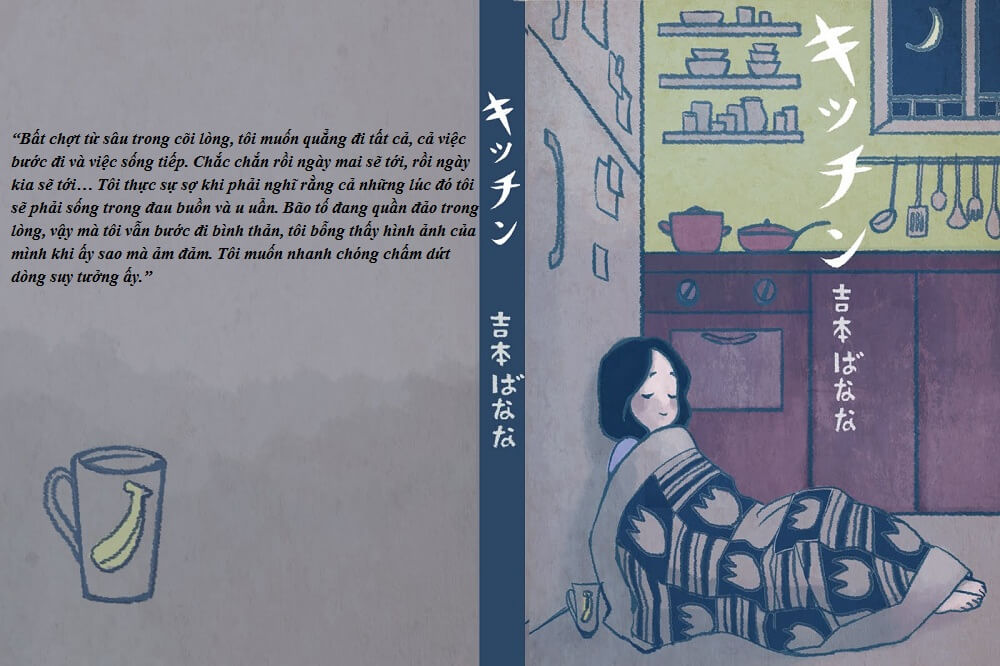 “Bất chợt từ sâu trong cõi lòng, tôi muốn quẳng đi tất cả, cả việc
bước đi và việc sống tiếp. Chắc chắn rồi ngày mai sẽ tới, rồi ngày
kia sẽ tới… Tôi thực sự sợ khi phải nghĩ rằng cả những lúc đó tôi
sẽ phải sống trong đau buồn và u uẩn. Bão tố đang quần đảo trong
lòng, vậy mà tôi vẫn bước đi bình thản, tôi bỗng thấy hình ảnh của
mình khi ấy sao mà ảm đảm. Tôi muốn nhanh chóng chấm dứt
dòng suy tưởng ấy.”
キッチン
吉本ばなな
キッチン
吉本ばなな